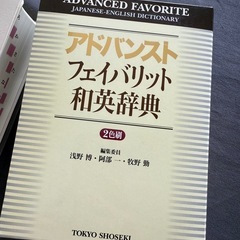 ADVANCED FAVORITE
JAPANESE-ENGLISH DICTIONARY
アドバンスト
フェイバリット
和英辞典
2色刷
編集委員
浅野 博・阿部 一・牧野 勤
TOKYO SHOSEKI